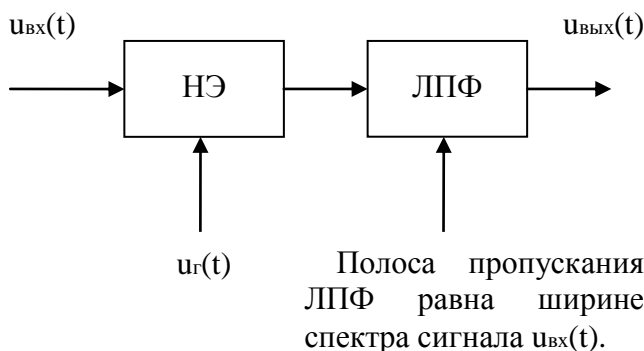 uвх(t)
uвых(t)
НЭ
ЛПФ
uг(t)
Полоса пропускания
ЛПФ равна ширине
спектра сигнала uвх(t).